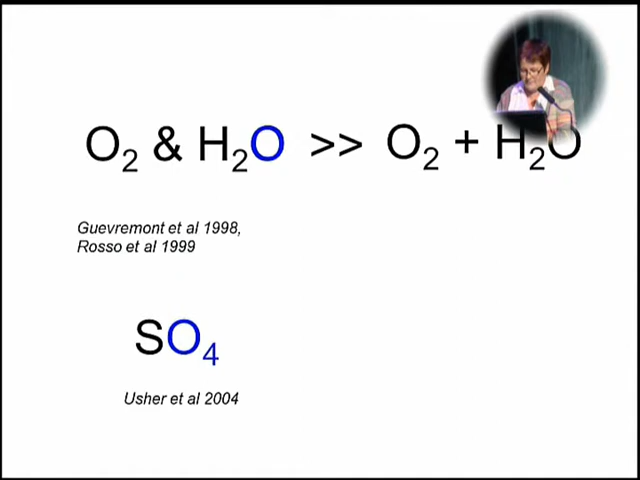 O₂ & H₂O >> O₂ + H₂O
Guevremont et al 1998,
Rosso et al 1999
SO₄
Usher et al 2004